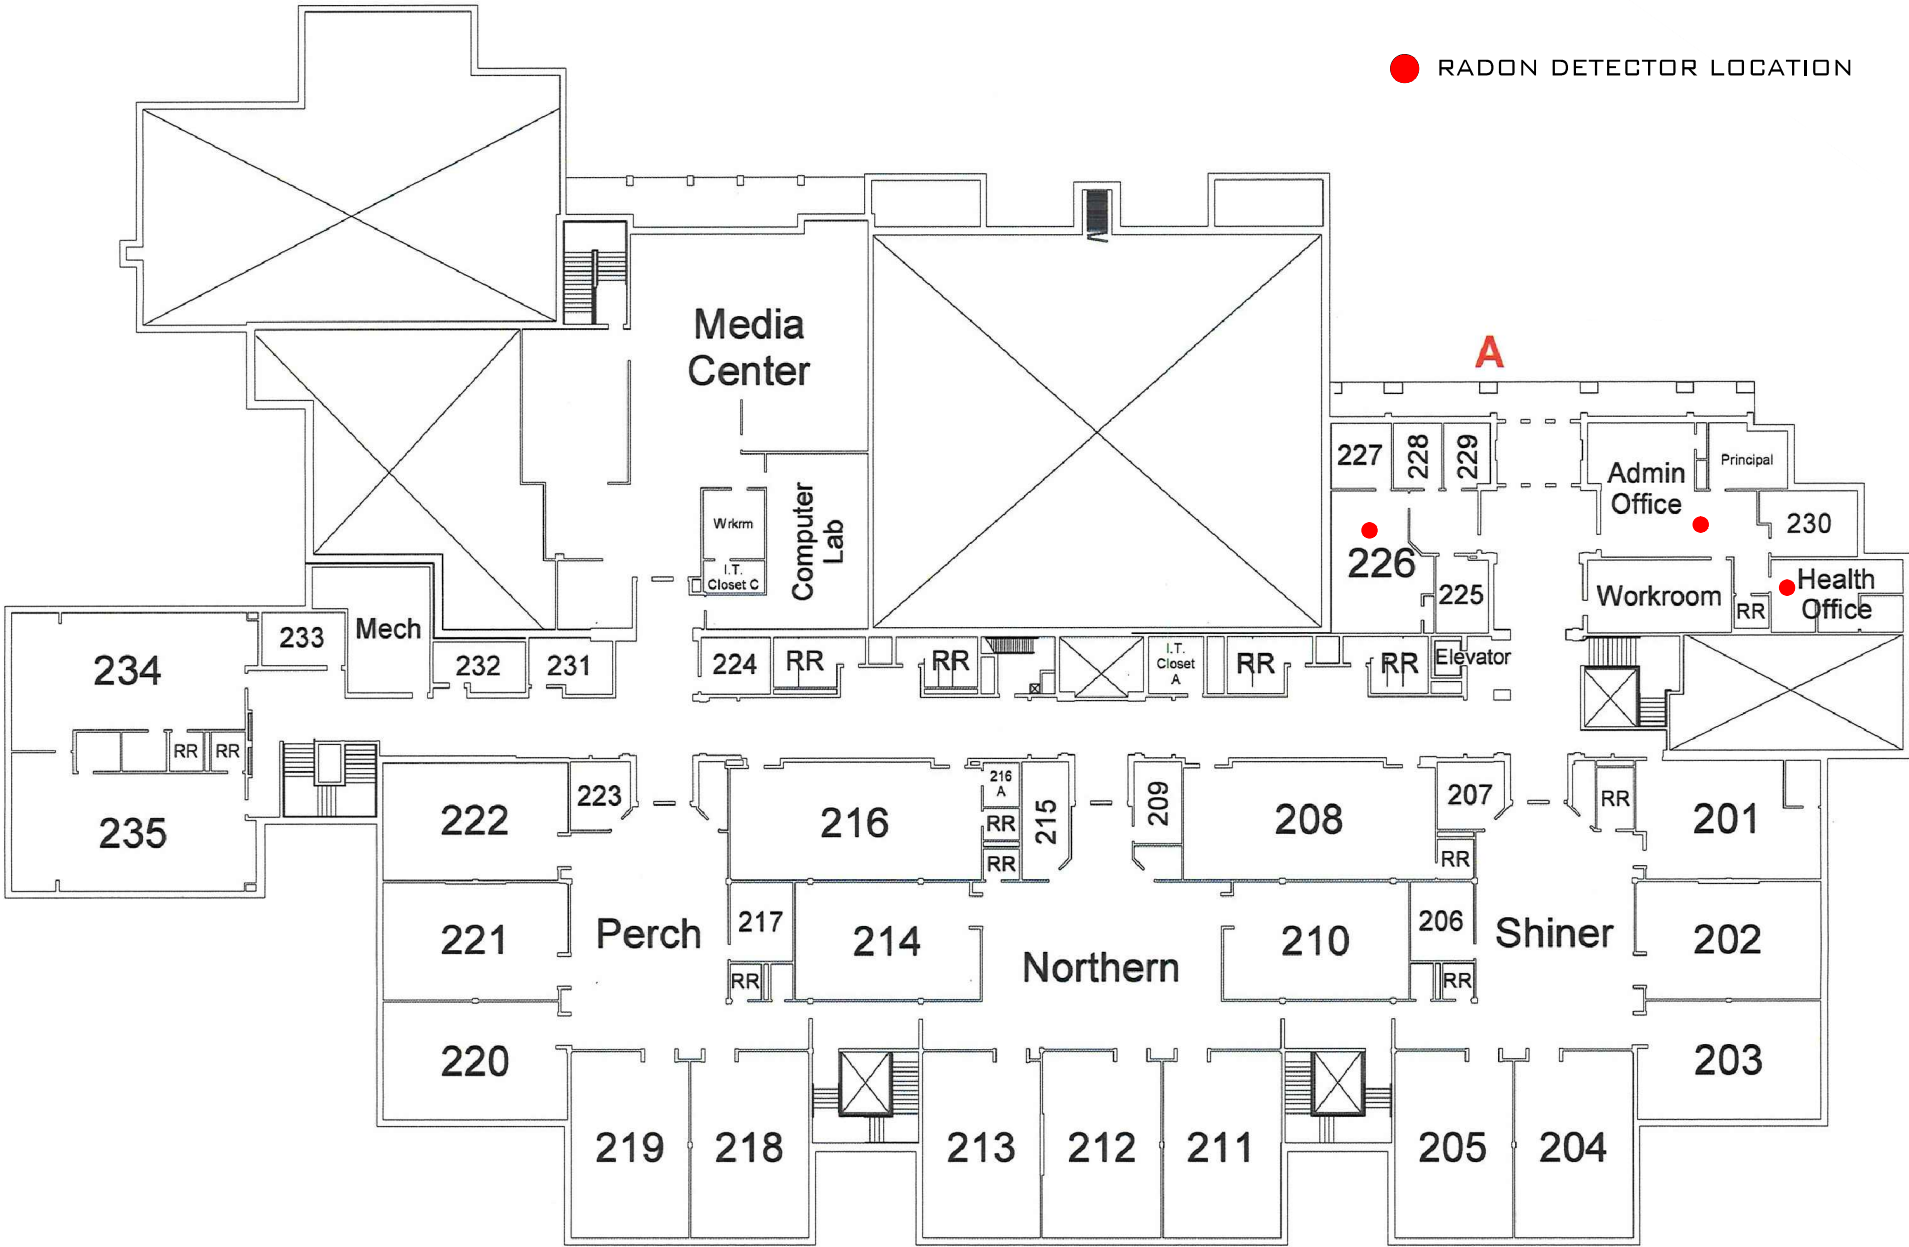 RADON DETECTOR LOCATION
Media
Center
A
227
228
229
Admin
Office
Principal
230
Wrkrm
I.T.
Closet C
Computer
Lab
226
225
Workroom
RR
Health
Office
Mech
233
234
232
231
224
RR
RR
I.T.
Closet
A
RR
RR
Elevator
RR
RR
235
222
223
216
216
A
RR
RR
215
209
208
207
RR
RR
201
221
Perch
217
RR
214
Northern
210
206
RR
Shiner
202
220
203
219
218
213
212
211
205
204